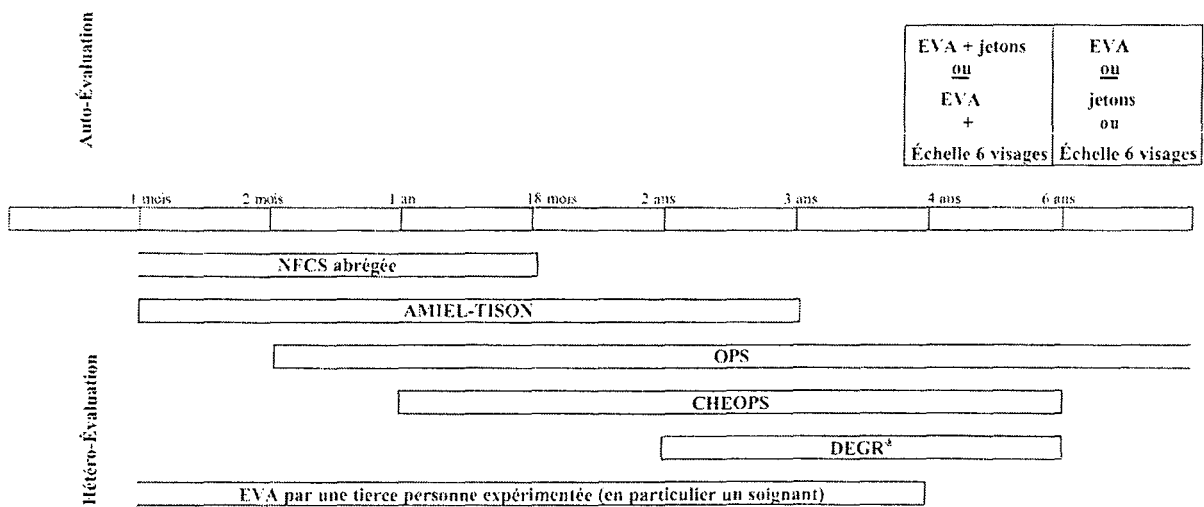 Auto-Évaluation
EVA + jetons
ou
EVA
+
Échelle 6 visages
EVA
ou
jetons
ou
Échelle 6 visages
1 mois 2 mois 1 an 18 mois 2 ans 3 ans 4 ans 6 ans
Hétéro-Évaluation
NFCS abrégée
AMIEL-TISON
OPS
CHEOPS
DEGR*
EVA par une tierce personne expérimentée (en particulier un soignant)